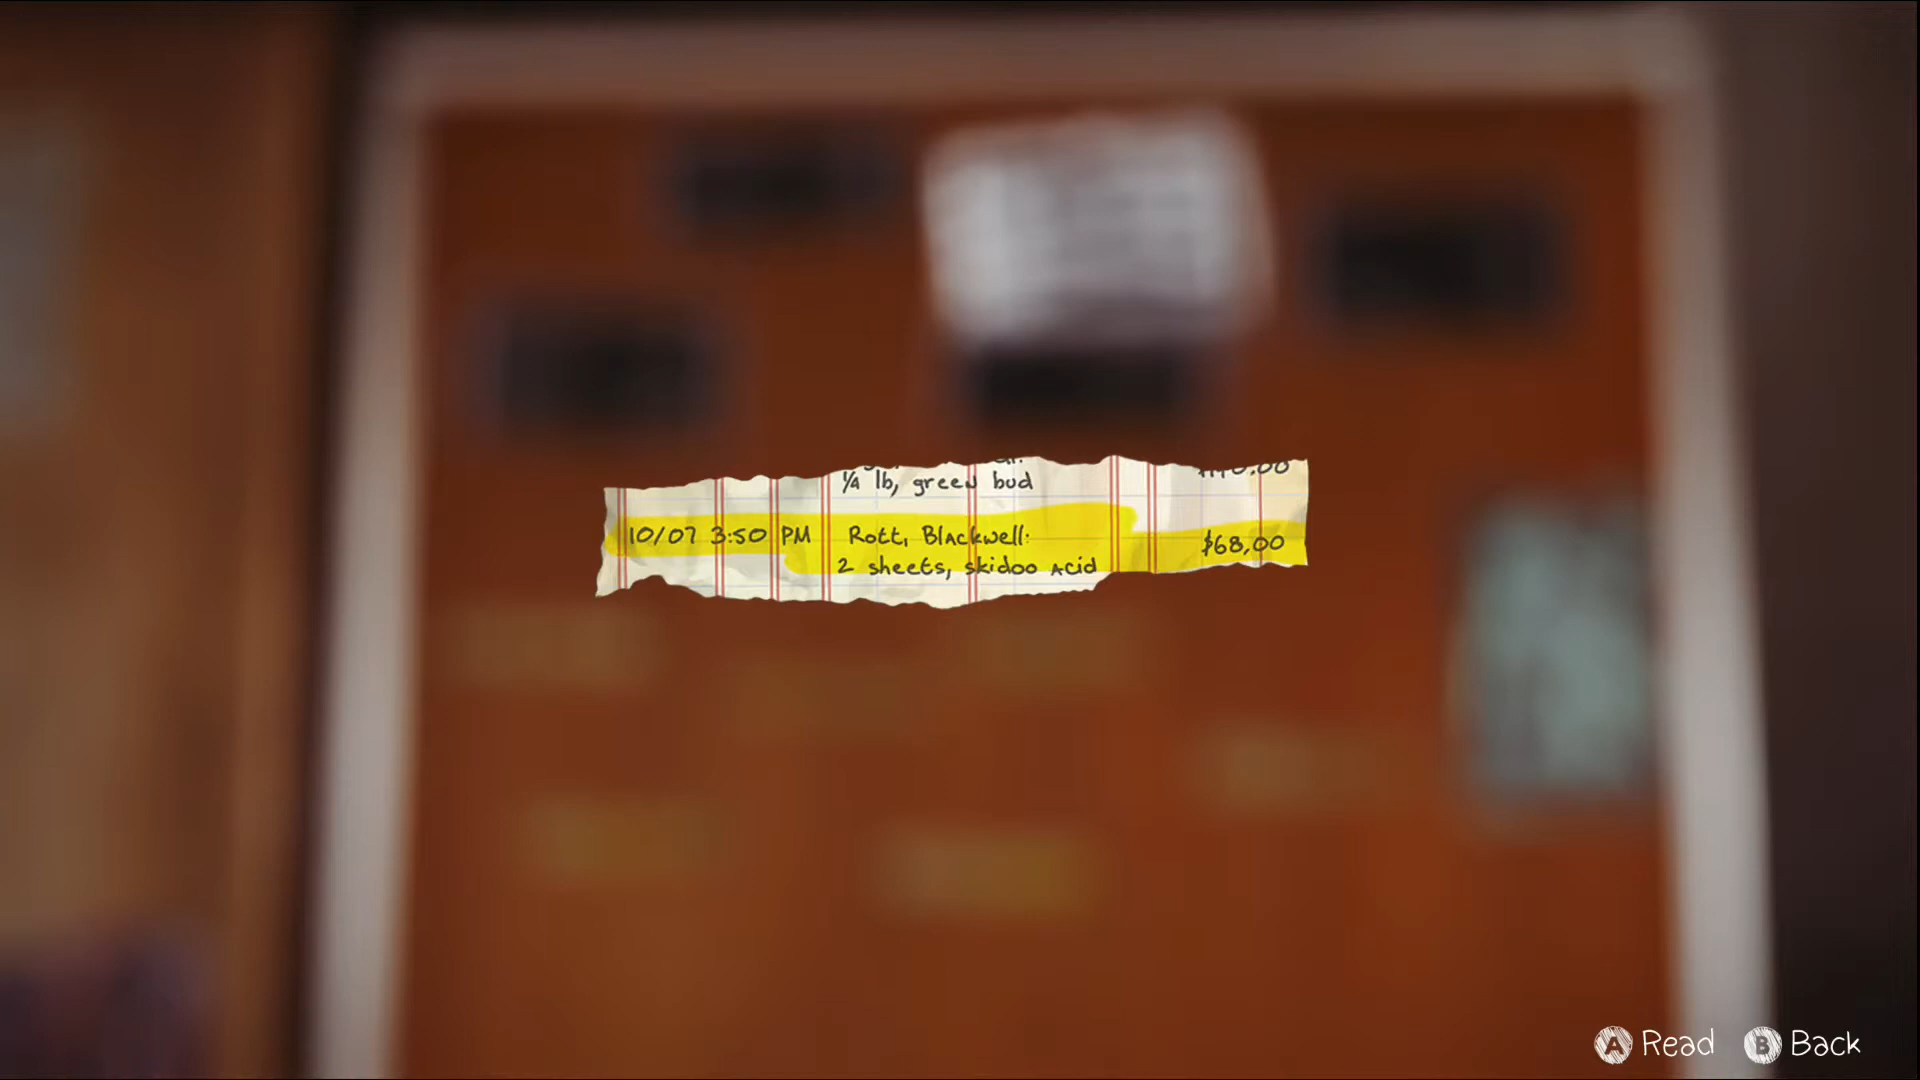 1/4 lb, green bud
10/07 3:50 PM Rott, Blackwell: $68,00
2 sheets, skidoo Acid
A Read B Back